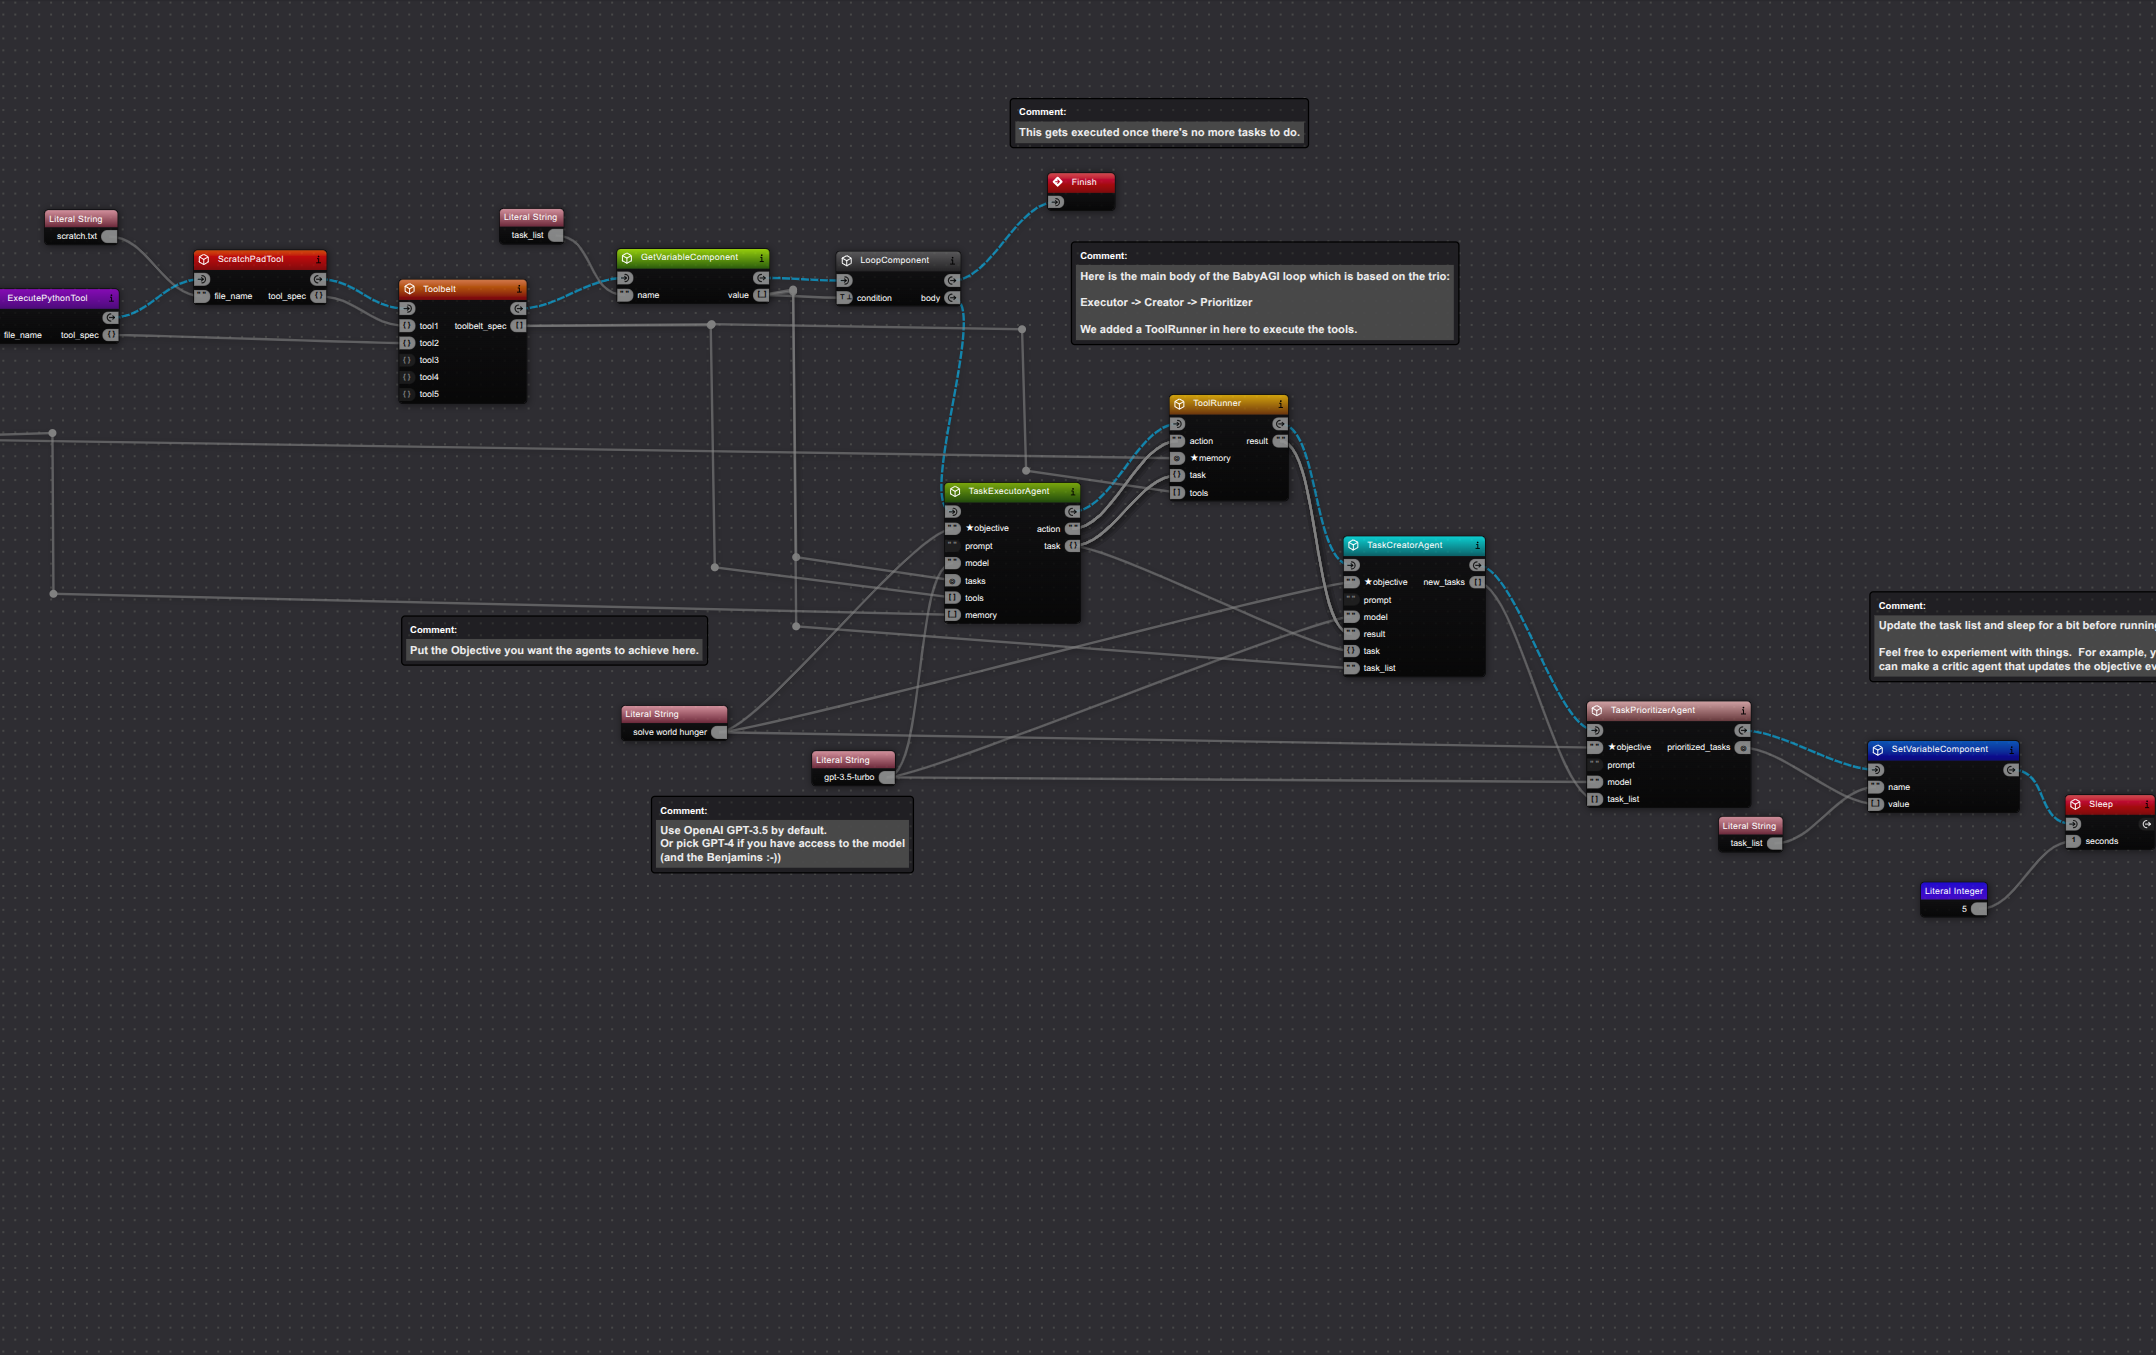 Comment:
This gets executed once there's no more tasks to do.
Finish
Literal String
scratch.txt
ScratchPadTool
file_name tool_spec
ExecutePythonTool
file_name tool_spec
Toolbelt
tool1 toolbelt_spec
tool2
tool3
tool4
tool5
Literal String
task_list
GetVariableComponent
name value
LoopComponent
condition body
Comment:
Here is the main body of the BabyAGI loop which is based on the trio:
Executor -> Creator -> Prioritizer
We added a ToolRunner in here to execute the tools.
ToolRunner
action result
★memory
task
tools
TaskExecutorAgent
★objective action
prompt task
model
tasks
tools
memory
TaskCreatorAgent
★objective new_tasks
prompt
model
result
task
task_list
Comment:
Put the Objective you want the agents to achieve here.
Literal String
solve world hunger
Literal String
gpt-3.5-turbo
Comment:
Use OpenAI GPT-3.5 by default.
Or pick GPT-4 if you have access to the model
(and the Benjamins :-))
Comment:
Update the task list and sleep for a bit before running
Feel free to experiement with things. For example, y
can make a critic agent that updates the objective ev
TaskPrioritizerAgent
★objective prioritized_tasks
prompt
model
task_list
Literal String
task_list
SetVariableComponent
name
value
Sleep
seconds
Literal Integer
5